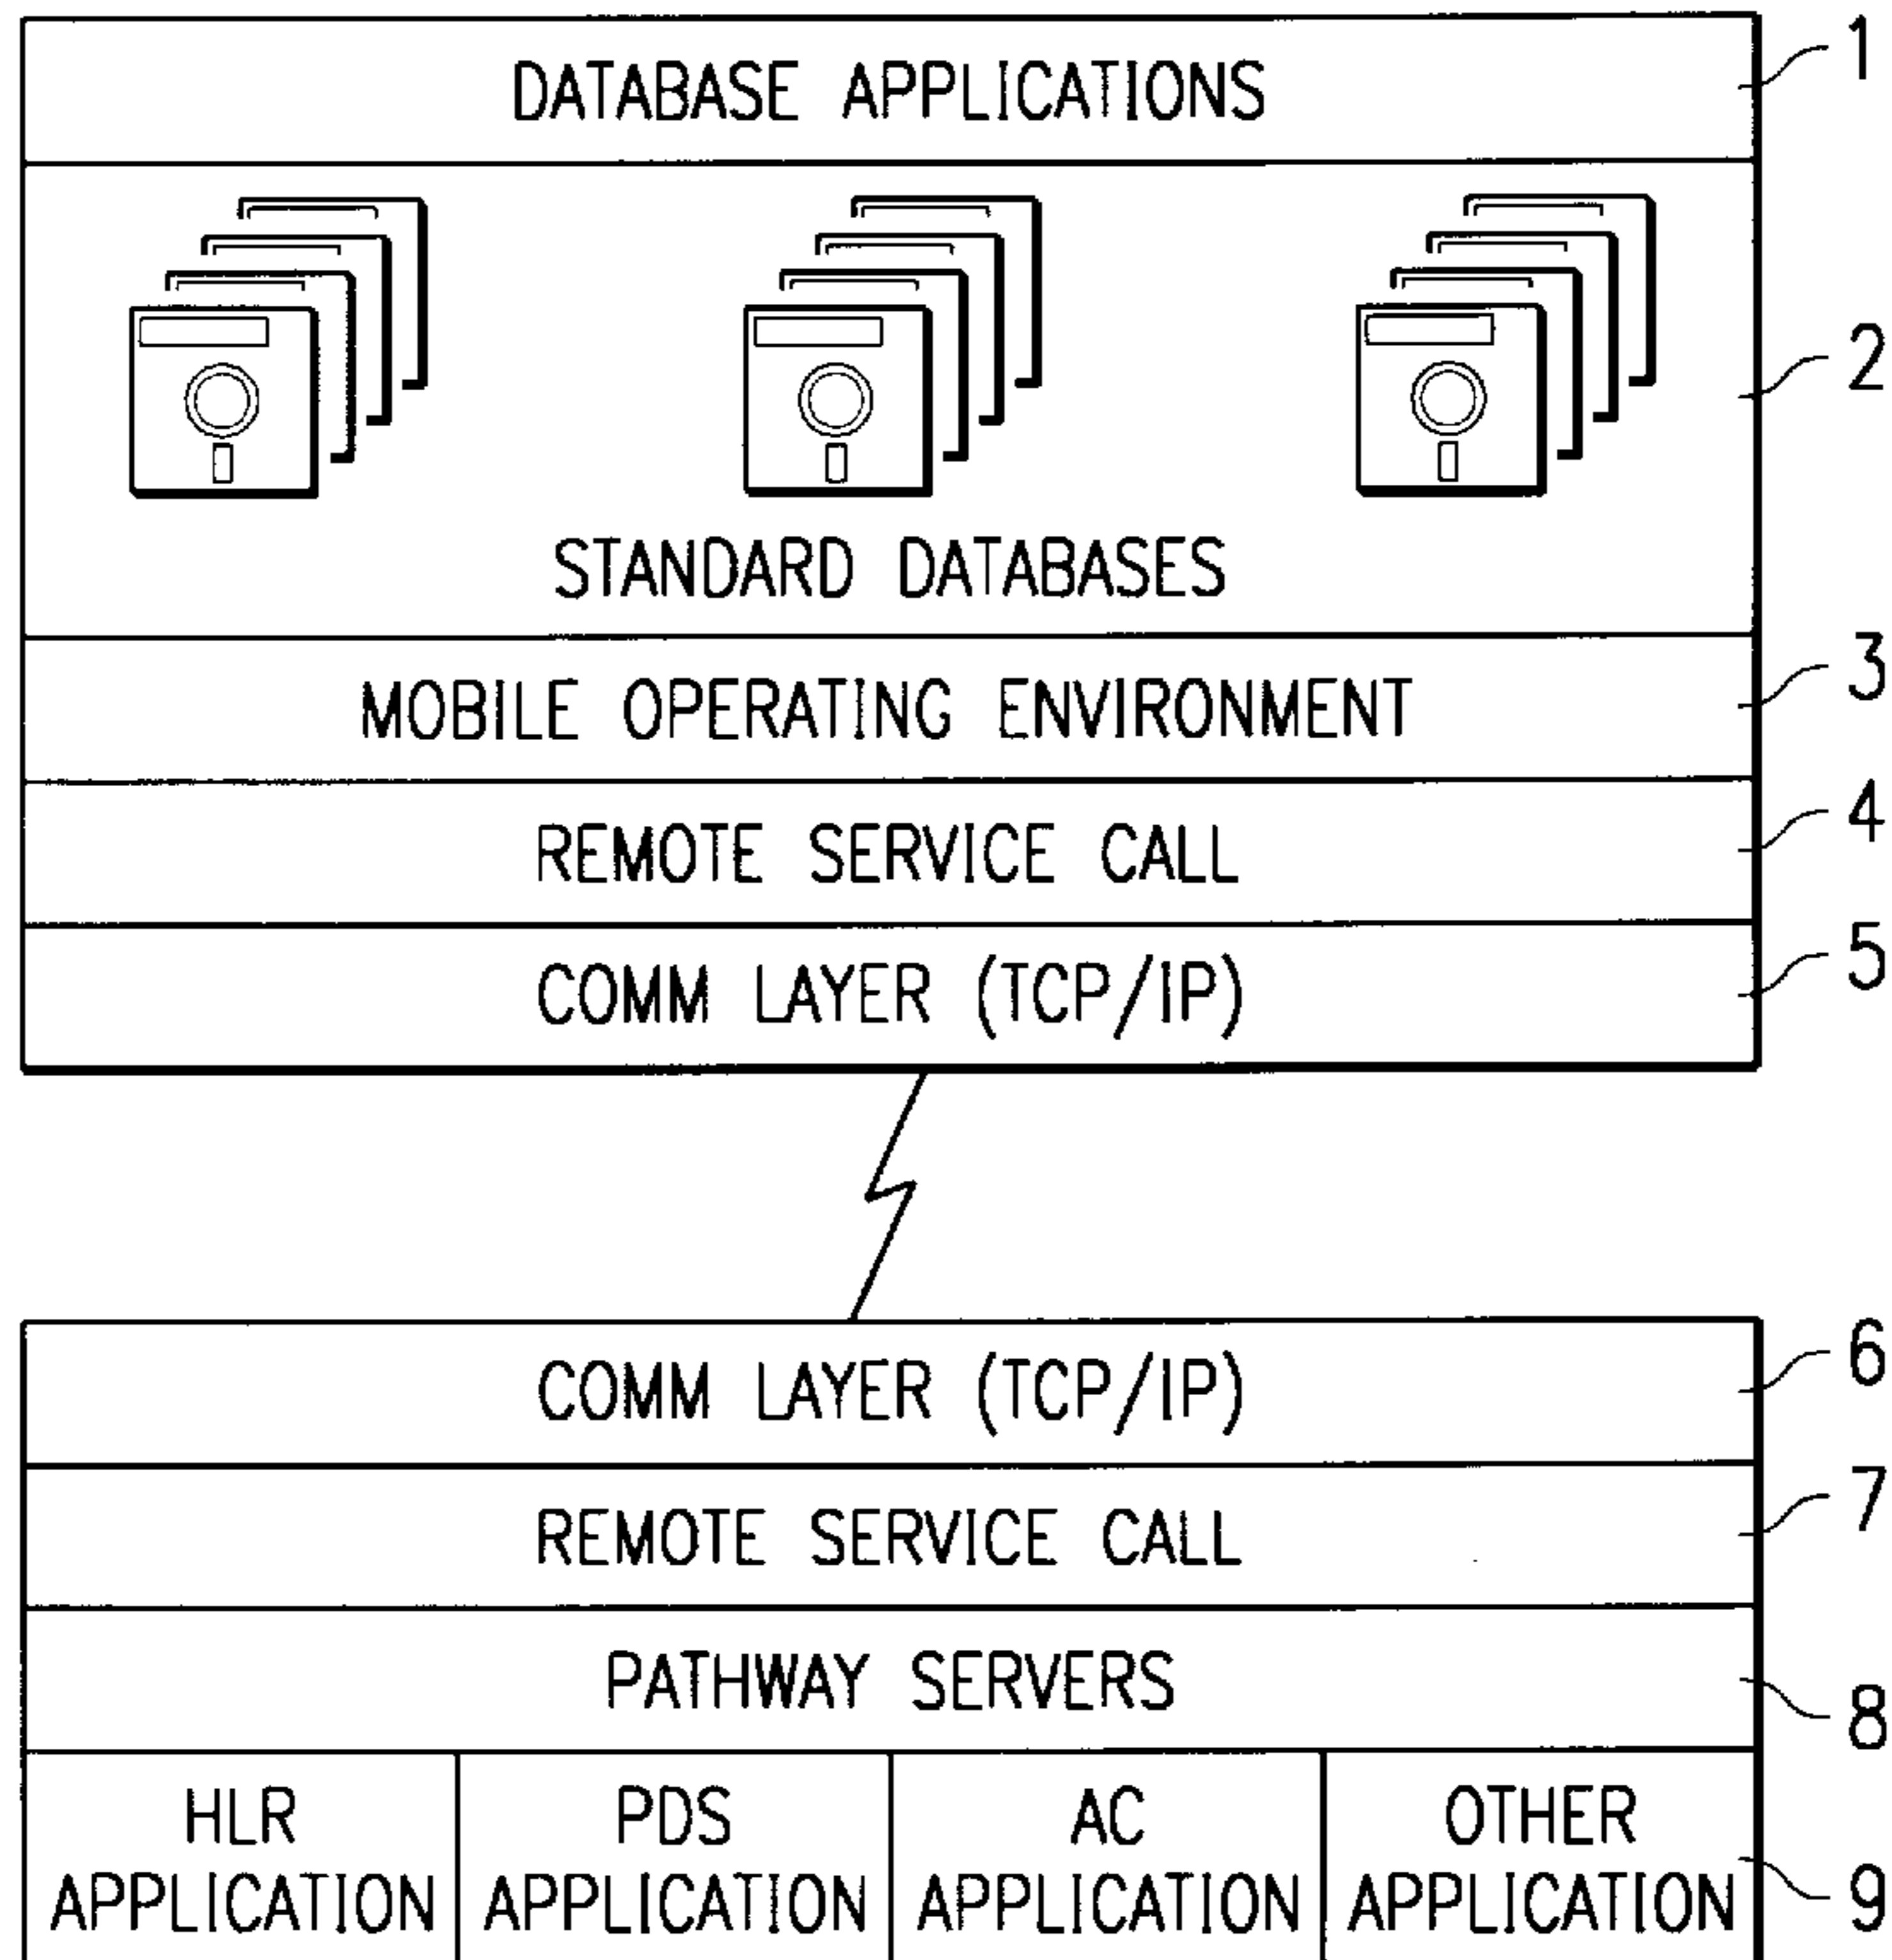 DATABASE APPLICATIONS 1
2
STANDARD DATABASES
MOBILE OPERATING ENVIRONMENT 3
REMOTE SERVICE CALL 4
COMM LAYER (TCP/IP) 5
COMM LAYER (TCP/IP) 6
REMOTE SERVICE CALL 7
PATHWAY SERVERS 8
HLR APPLICATION
PDS APPLICATION
AC APPLICATION
OTHER APPLICATION 9